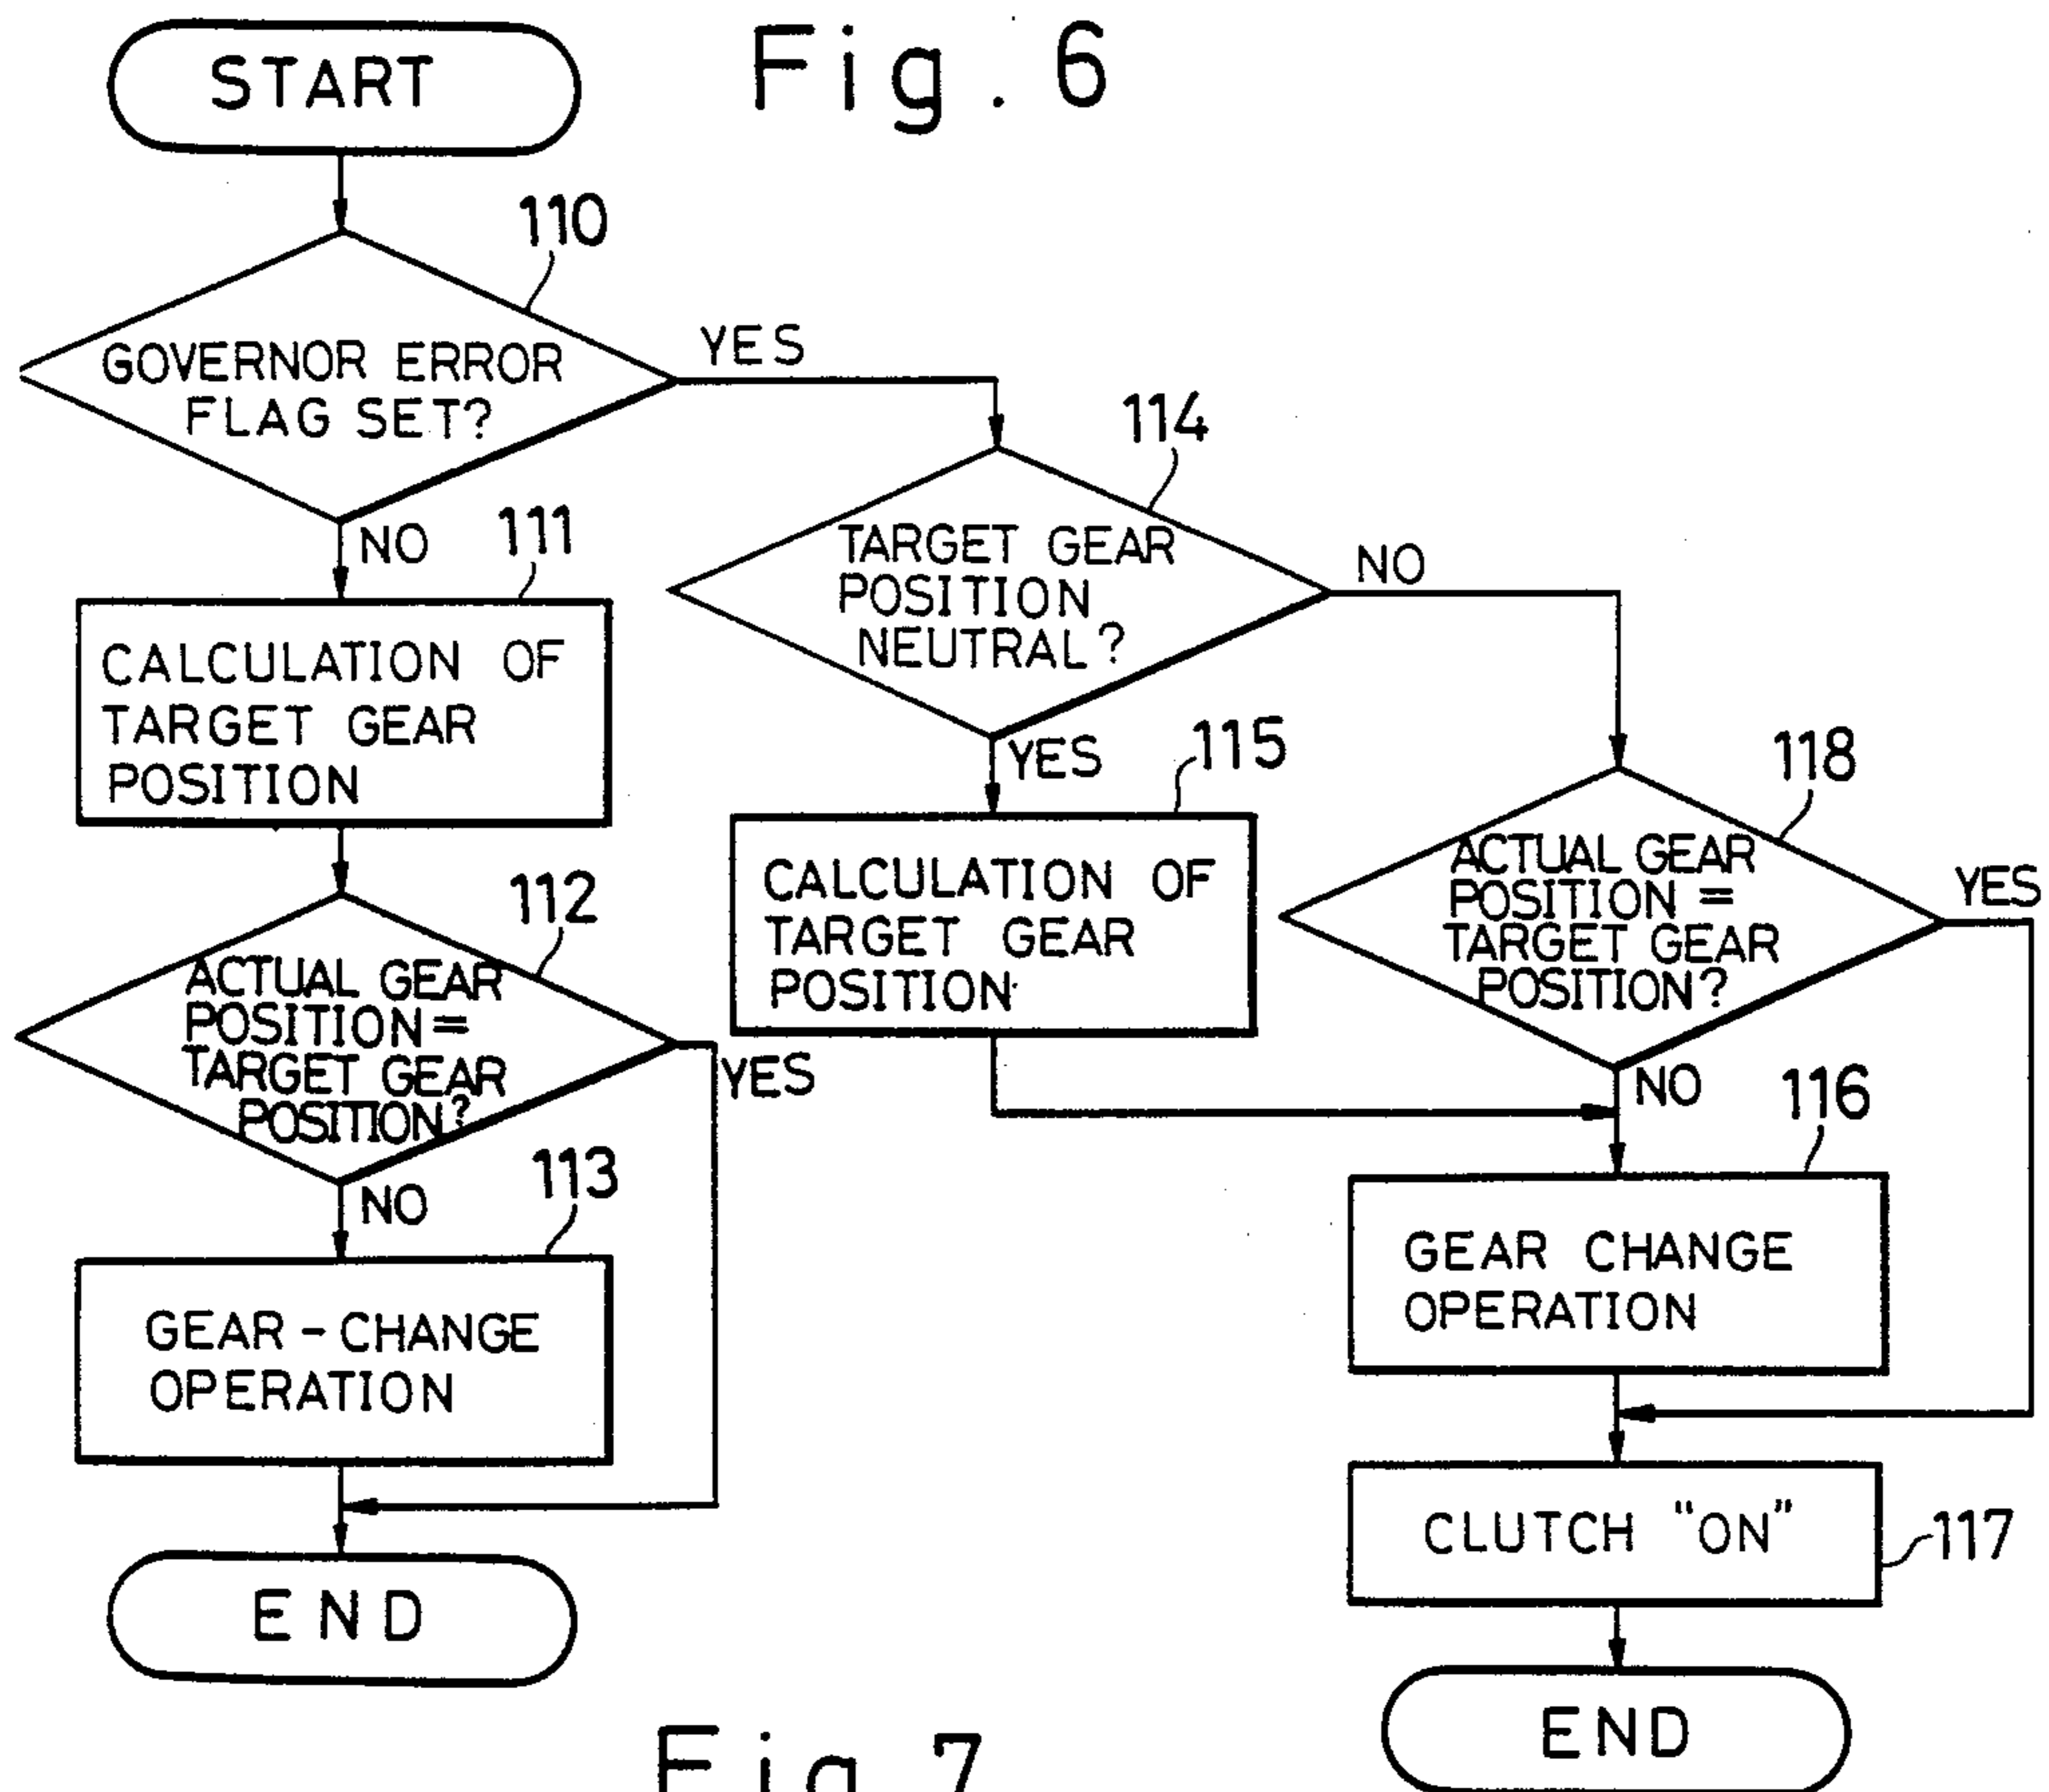 Fig. 6
START
110
GOVERNOR ERROR
FLAG SET?
YES
NO
111
CALCULATION OF
TARGET GEAR
POSITION
112
ACTUAL GEAR
POSITION=
TARGET GEAR
POSITION?
YES
NO
113
GEAR-CHANGE
OPERATION
END
114
TARGET GEAR
POSITION
NEUTRAL?
NO
YES
115
CALCULATION OF
TARGET GEAR
POSITION
118
ACTUAL GEAR
POSITION =
TARGET GEAR
POSITION?
YES
NO
116
GEAR CHANGE
OPERATION
CLUTCH "ON"
117
END
Fig. 7